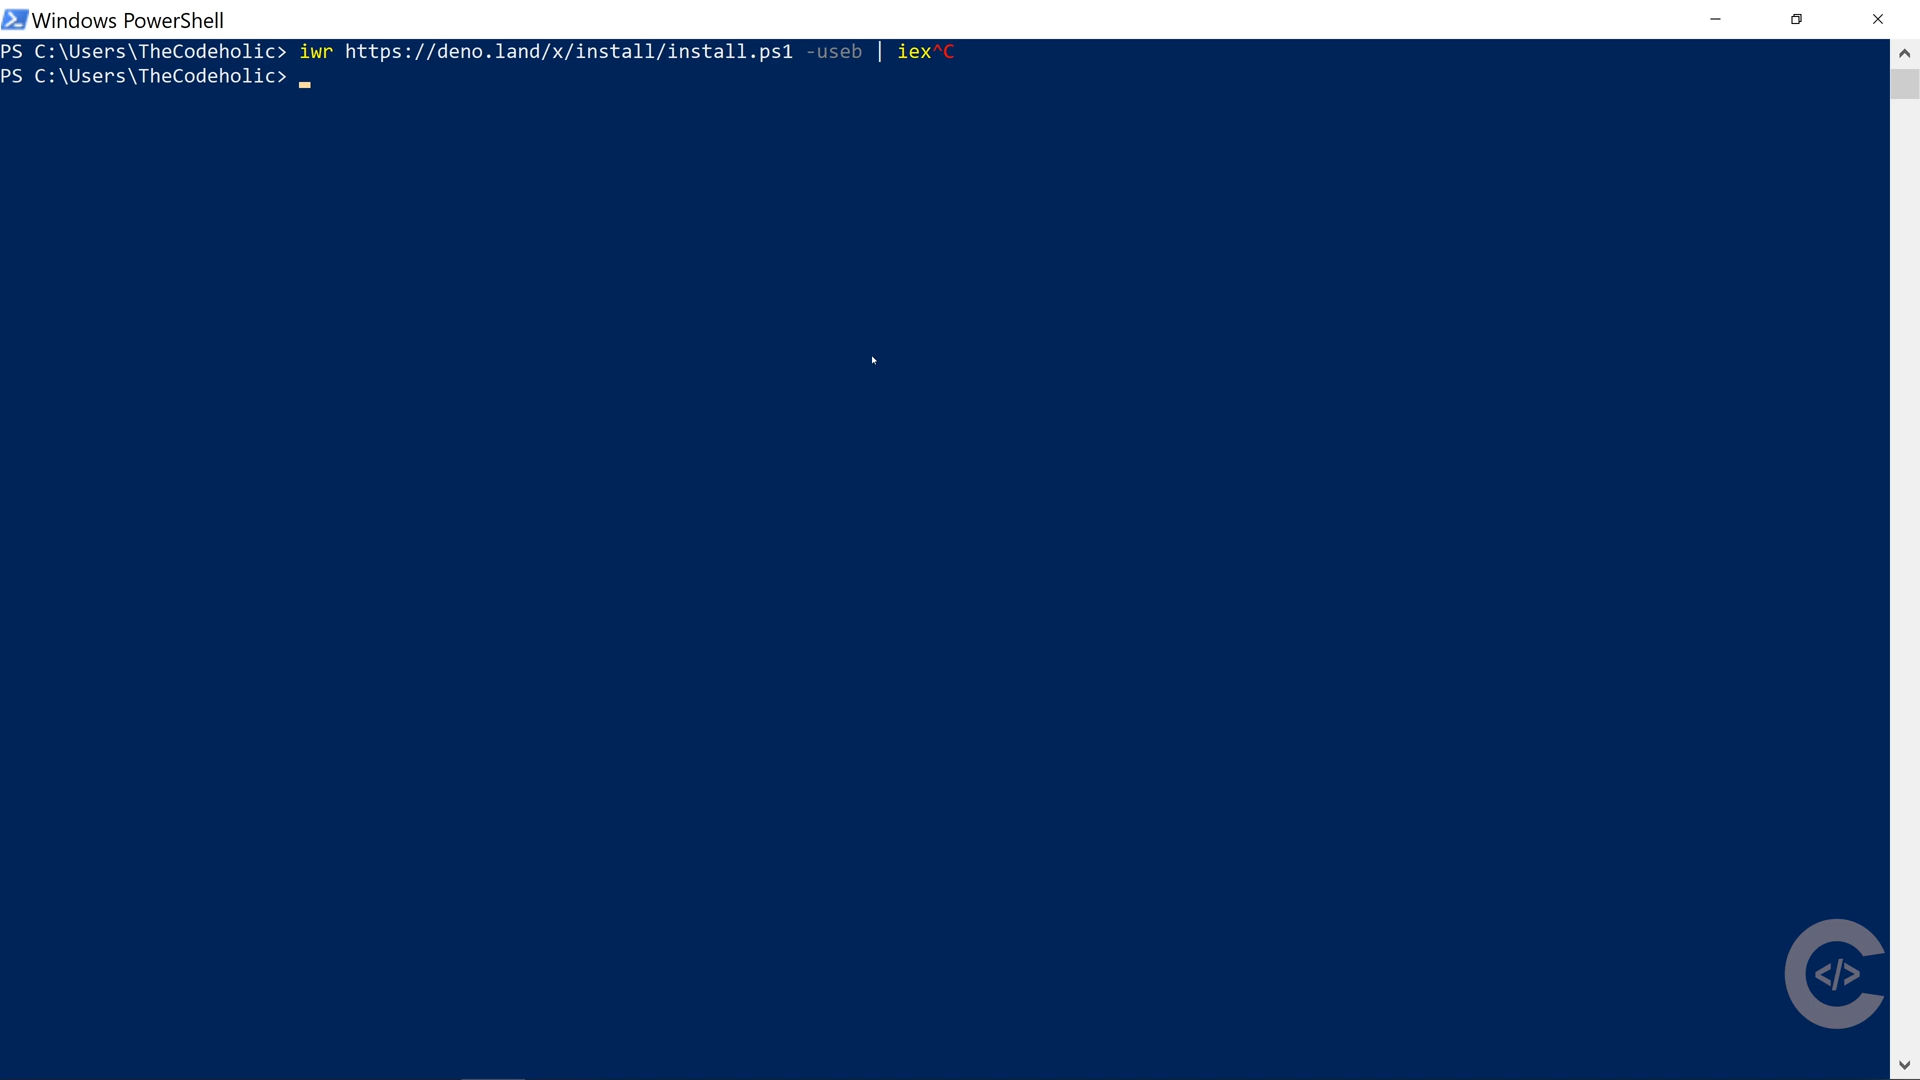 Windows PowerShell
PS C:\Users\TheCodeholic> iwr https://deno.land/x/install/install.ps1 -useb | iex^C
PS C:\Users\TheCodeholic>
</>